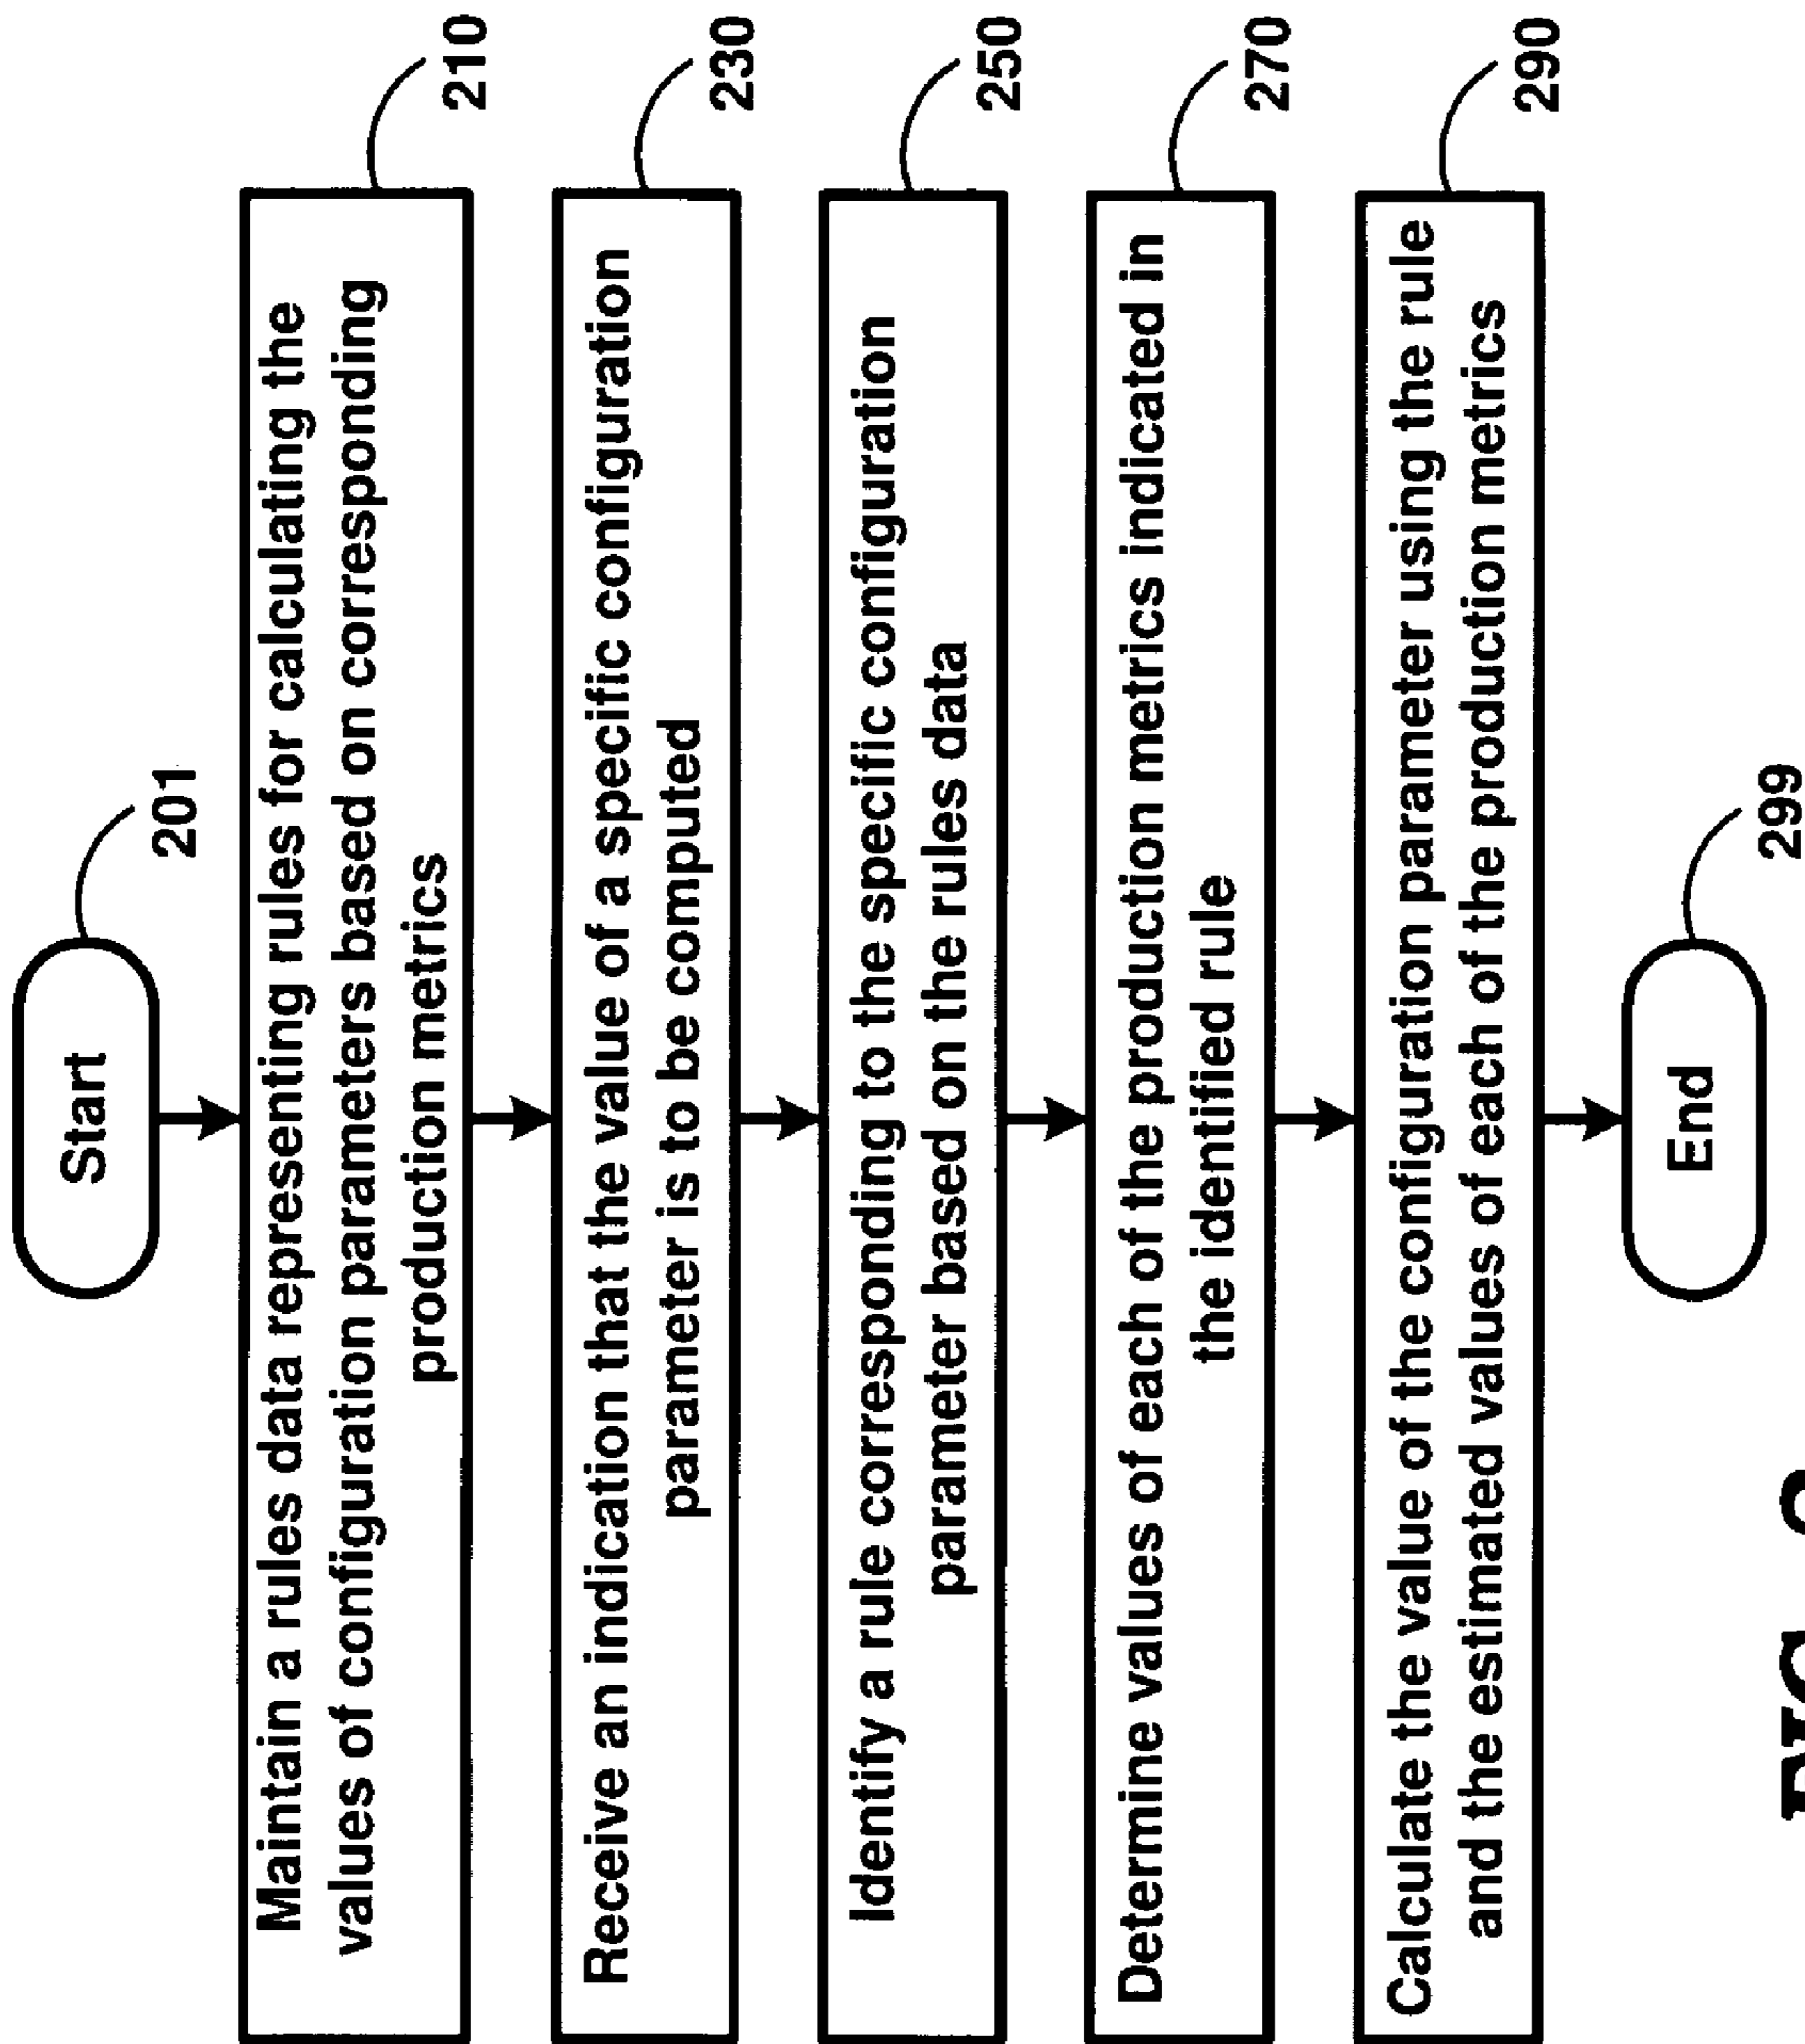 Start
201
Maintain a rules data representing rules for calculating the
values of configuration parameters based on corresponding
production metrics
210
Receive an indication that the value of a specific configuration
parameter is to be computed
230
Identify a rule corresponding to the specific configuration
parameter based on the rules data
250
Determine values of each of the production metrics indicated in
the identified rule
270
Calculate the value of the configuration parameter using the rule
and the estimated values of each of the production metrics
290
End
299